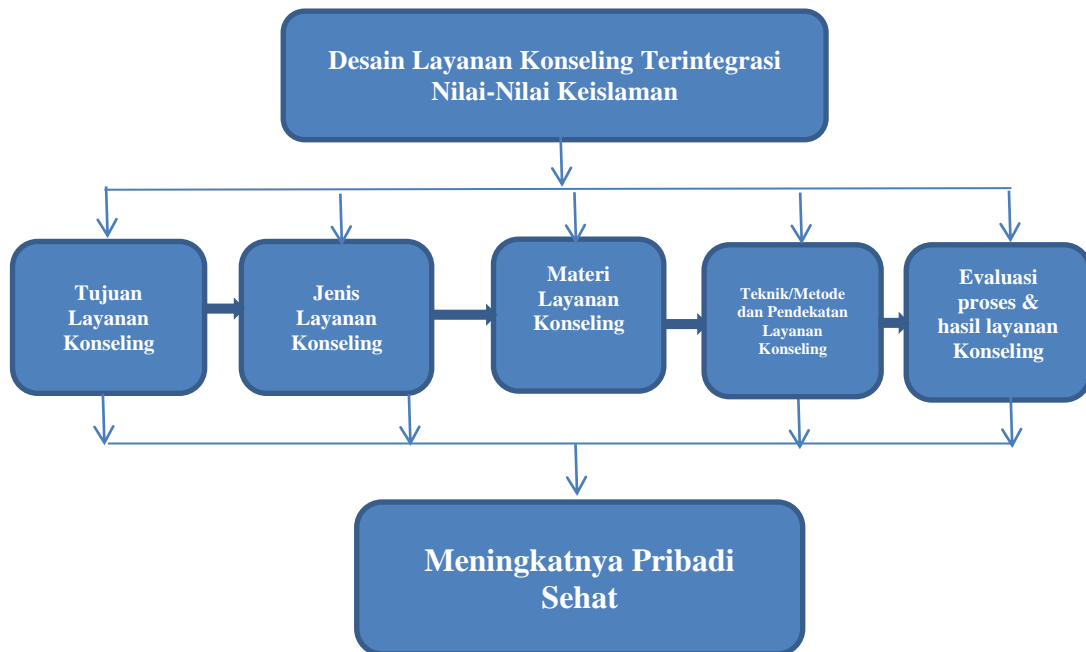 Desain Layanan Konseling Terintegrasi
Nilai-Nilai Keislaman
Tujuan
Layanan
Konseling
Jenis
Layanan
Konseling
Materi
Layanan
Konseling
Teknik/Metode
dan Pendekatan
Layanan
Konseling
Evaluasi
proses &
hasil layanan
Konseling
Meningkatnya Pribadi
Sehat